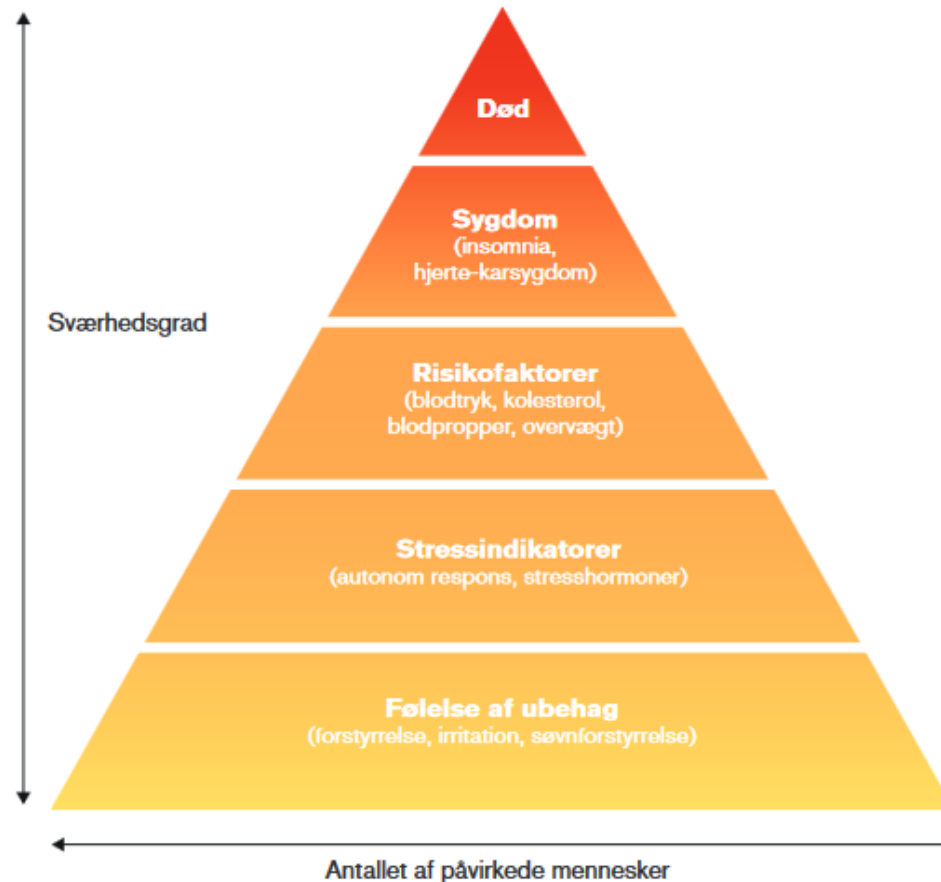 Død
Sygdom
(insomnia,
hjerte-karsygdom)
Sværhedsgrad
Risikofaktorer
(blodtryk, kolesterol,
blodpropper, overvægt)
Stressindikatorer
(autonom respons, stresshormoner)
Følelse af ubehag
(forstyrrelse, irritation, søvnforstyrrelse)
Antallet af påvirkede mennesker